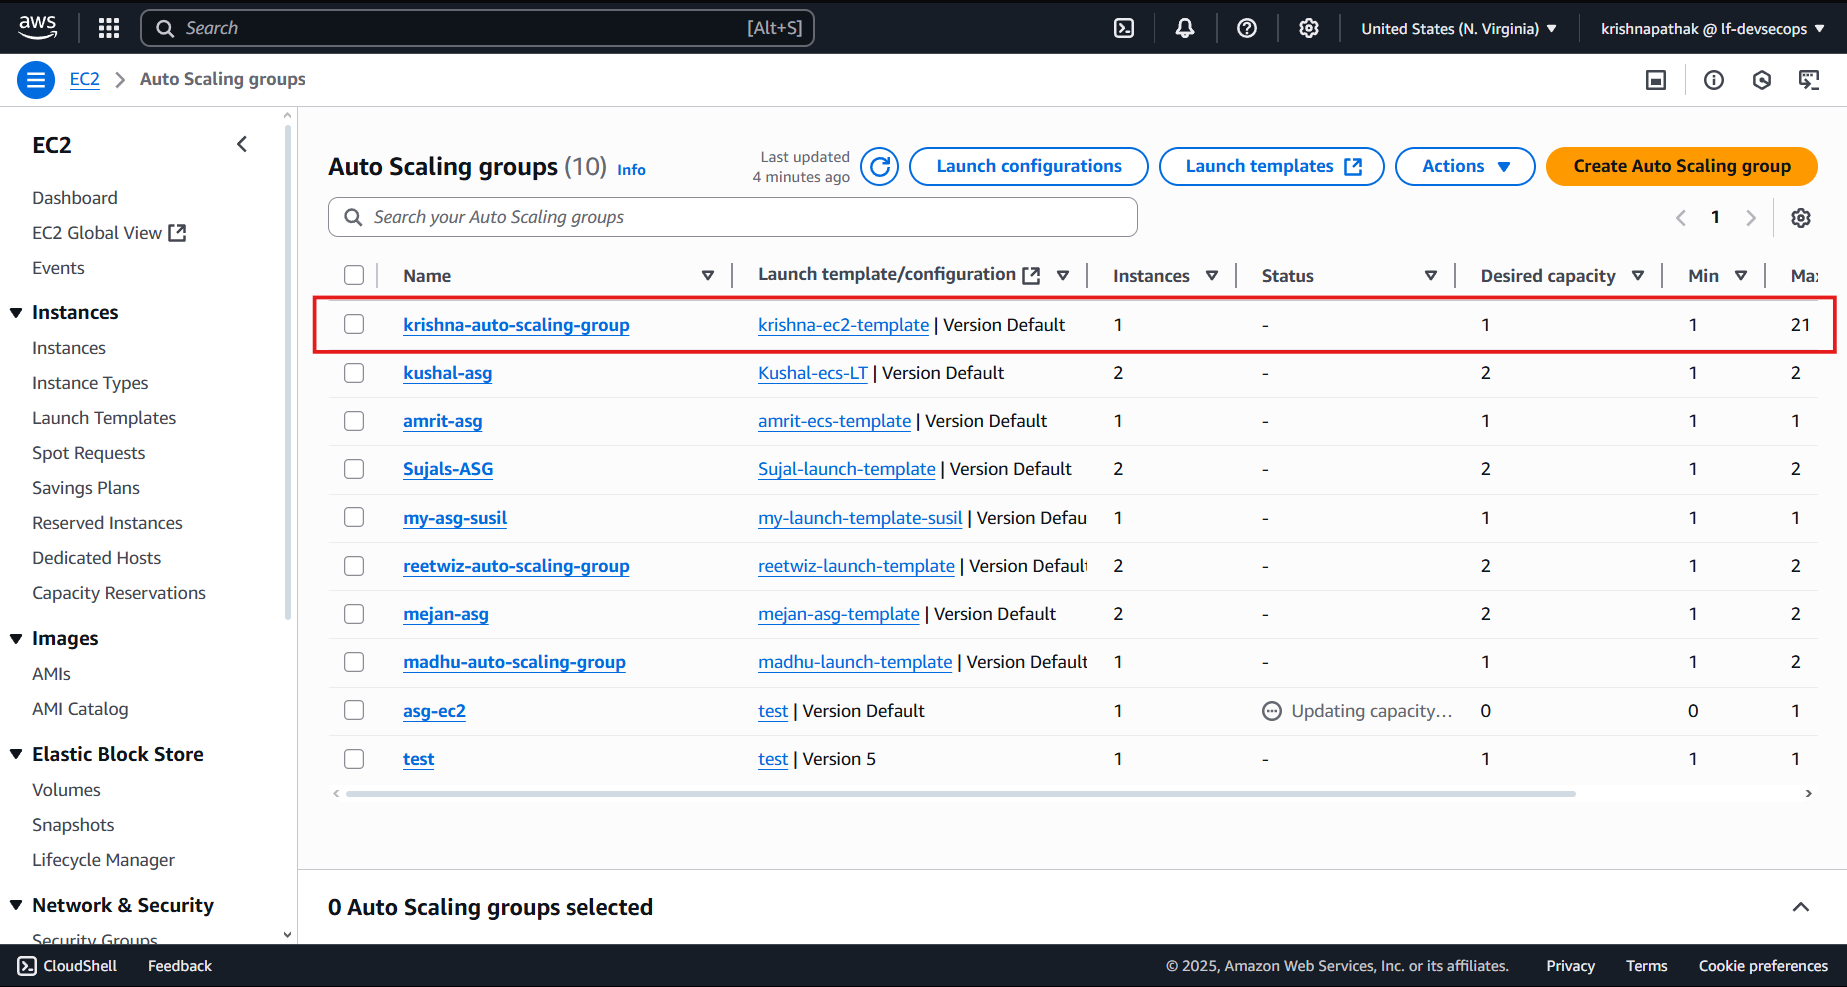 aws
Search [Alt+S] United States (N. Virginia) krishnapathak @ lf-devsecops
EC2 Auto Scaling groups
EC2
Dashboard
EC2 Global View
Events
Instances
Instances
Instance Types
Launch Templates
Spot Requests
Savings Plans
Reserved Instances
Dedicated Hosts
Capacity Reservations
Images
AMIs
AMI Catalog
Elastic Block Store
Volumes
Snapshots
Lifecycle Manager
Network & Security
Security Groups
Auto Scaling groups (10) Info
Last updated
4 minutes ago
Launch configurations Launch templates Actions Create Auto Scaling group
Search your Auto Scaling groups 1
Name Launch template/configuration Instances Status Desired capacity Min Max
krishna-auto-scaling-group krishna-ec2-template | Version Default 1 - 1 1 21
kushal-asg Kushal-ecs-LT | Version Default 2 - 2 1 2
amrit-asg amrit-ecs-template | Version Default 1 - 1 1 1
Sujals-ASG Sujal-launch-template | Version Default 2 - 2 1 2
my-asg-susil my-launch-template-susil | Version Defau 1 - 1 1 1
reetwiz-auto-scaling-group reetwiz-launch-template | Version Default 2 - 2 1 2
mejan-asg mejan-asg-template | Version Default 2 - 2 1 2
madhu-auto-scaling-group madhu-launch-template | Version Default 1 - 1 1 2
asg-ec2 test | Version Default 1 Updating capacity... 0 0 1
test test | Version 5 1 - 1 1 1
0 Auto Scaling groups selected
CloudShell Feedback © 2025, Amazon Web Services, Inc. or its affiliates. Privacy Terms Cookie preferences